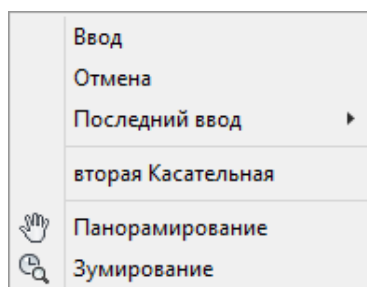 Ввод
Отмена
Последний ввод
вторая Касательная
Панорамирование
Зумирование